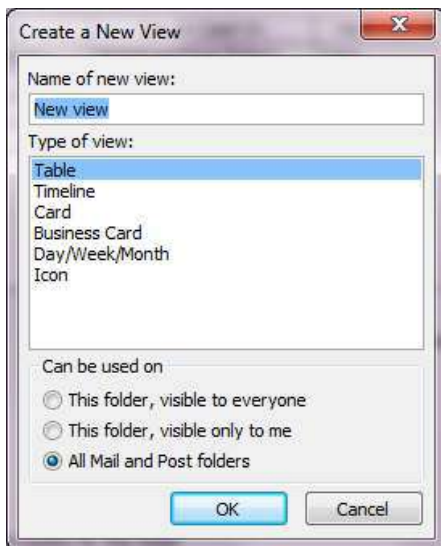 Create a New View
Name of new view:
New view
Type of view:
Table
Timeline
Card
Business Card
Day/Week/Month
Icon
Can be used on
This folder, visible to everyone
This folder, visible only to me
All Mail and Post folders
OK Cancel